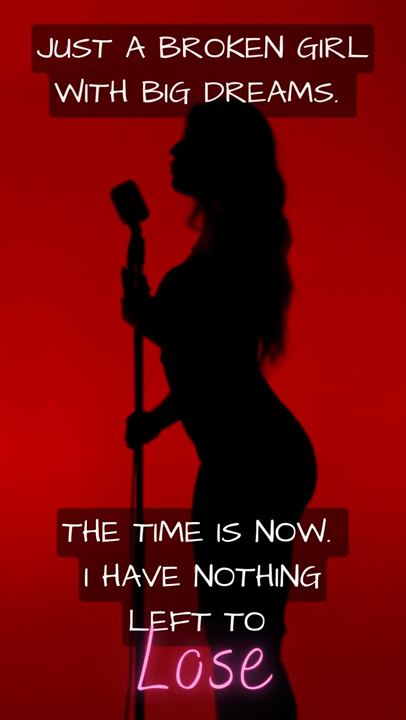 JUST A BROKEN GIRL
WITH BIG DREAMS.
THE TIME IS NOW.
I HAVE NOTHING
LEFT TO
Lose